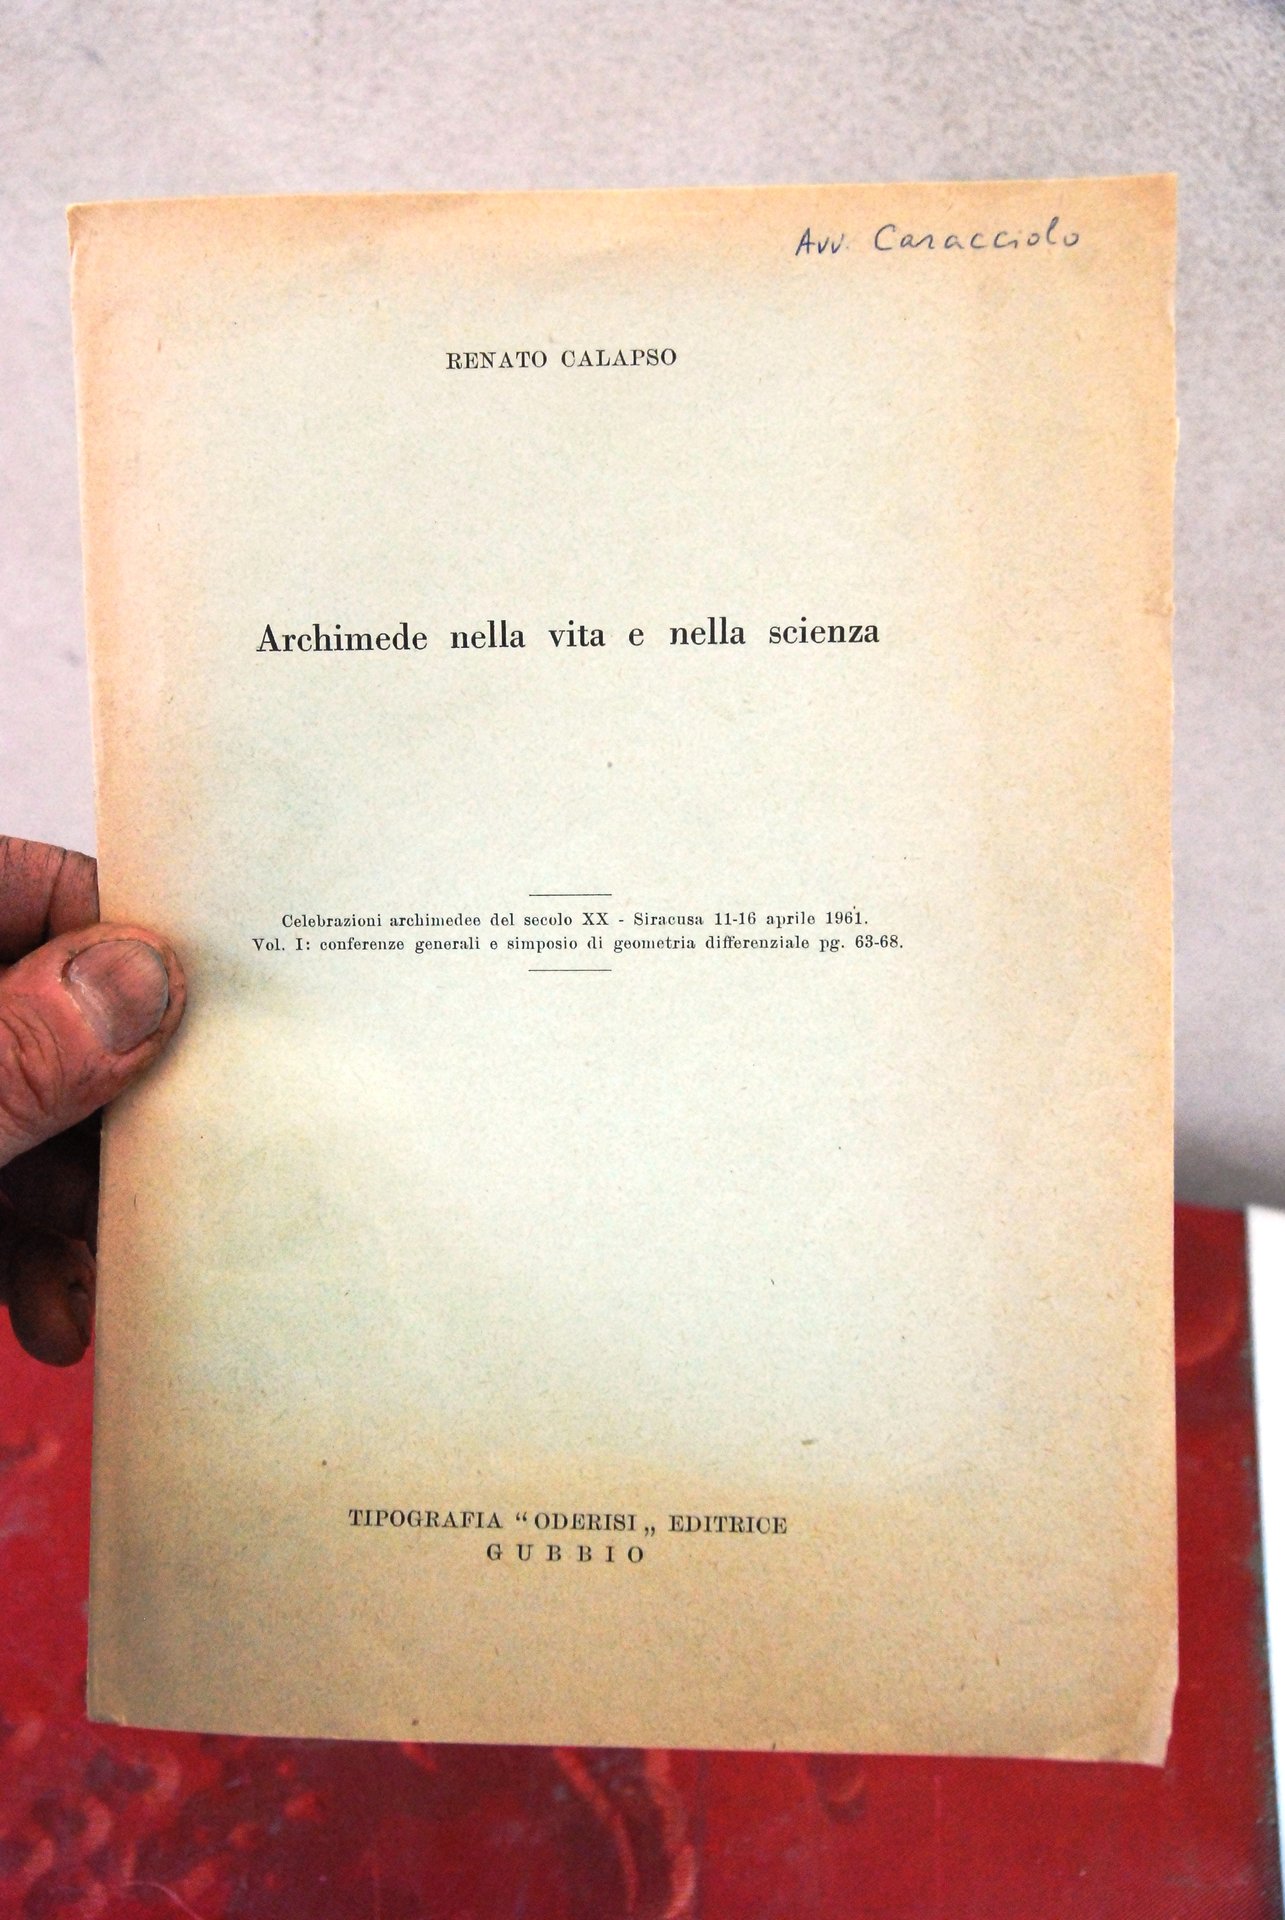 Avv. Caracciolo
RENATO CALAPSO
Archimede nella vita e nella scienza
Celebrazioni archimedee del secolo XX - Siracusa 11-16 aprile 1961.
Vol. I: conferenze generali e simposio di geometria differenziale pg. 63-68.
TIPOGRAFIA “ ODERISI „ EDITRICE
GUBBIO